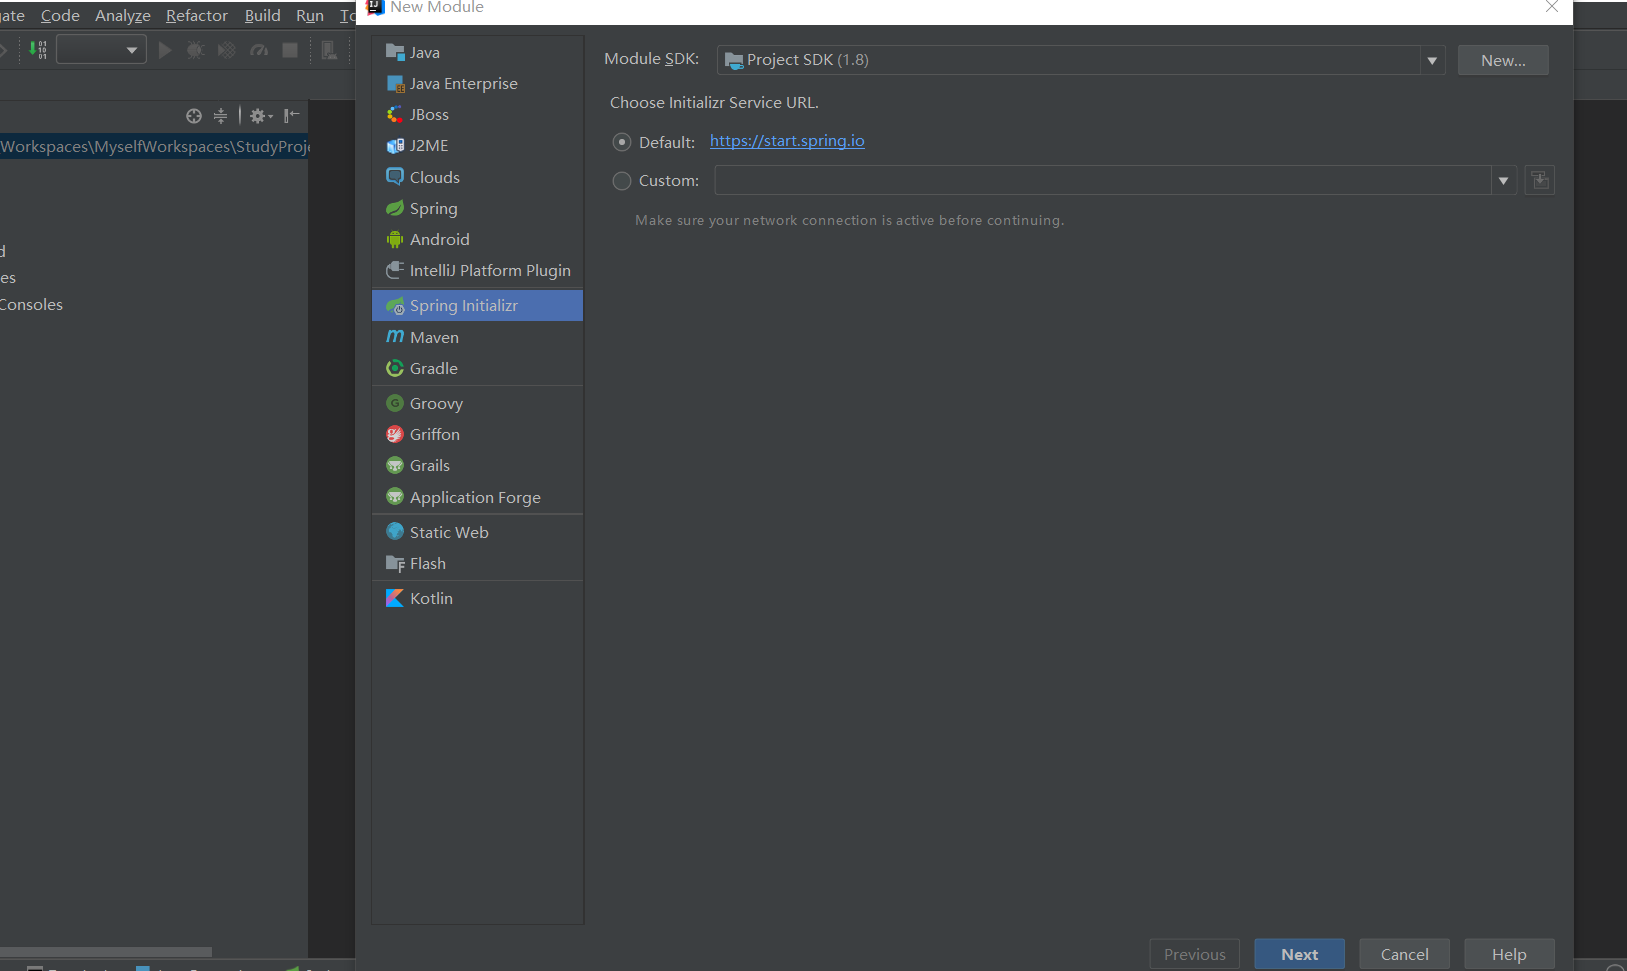 New Module
Code Analyze Refactor Build Run
Workspaces\MyselfWorkspaces\StudyProj
Consoles
Java
Java Enterprise
JBoss
J2ME
Clouds
Spring
Android
IntelliJ Platform Plugin
Spring Initializr
Maven
Gradle
Groovy
Griffon
Grails
Application Forge
Static Web
Flash
Kotlin
Module SDK: Project SDK (1.8) New...
Choose Initializr Service URL.
Default: https://start.spring.io
Custom:
Make sure your network connection is active before continuing.
Previous Next Cancel Help